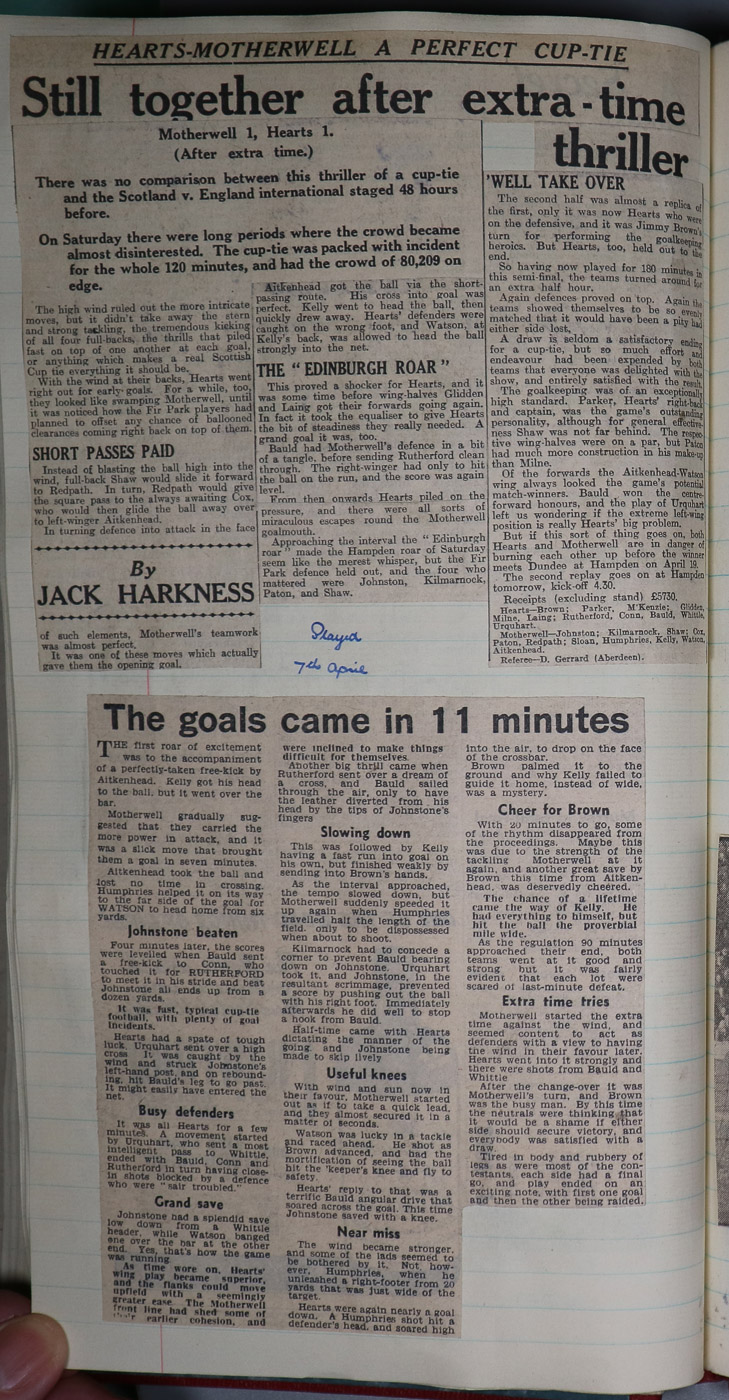 HEARTS-MOTHERWELL A PERFECT CUP-TIE
Still together after extra-time
thriller
Motherwell 1, Hearts 1.
(After extra time.)
There was no comparison between this thriller of a cup-tie
and the Scotland v. England international staged 48 hours
before.
On Saturday there were long periods where the crowd became
almost disinterested. The cup-tie was packed with incident
for the whole 120 minutes, and had the crowd of 80,209 on
edge.
The high wind ruled out the more intricate
moves, but it didn't take away the stern
and strong tackling, the tremendous kicking
of all four full-backs, the thrills that piled
fast on top of one another at each goal,
or anything which makes a real Scottish
Cup tie everything it should be.
With the wind at their backs, Hearts went
right out for early goals. For a while, too,
they looked like swamping Motherwell, until
it was noticed how the Fir Park players had
planned to offset any chance of ballooned
clearances coming right back on top of them.
SHORT PASSES PAID
Instead of blasting the ball high into the
wind, full-back Shaw would slide it forward
to Redpath. In turn, Redpath would give
the square pass to the always awaiting Cox,
who would then glide the ball away over
to left-winger Aitkenhead.
In turning defence into attack in the face
By
JACK HARKNESS
of such elements, Motherwell's teamwork
was almost perfect.
It was one of these moves which actually
gave them the opening goal.
Aitkenhead got the ball via the short-
passing route. His cross into goal was
perfect. Kelly went to head the ball, then
quickly drew away. Hearts' defenders were
caught on the wrong foot, and Watson, at
Kelly's back, was allowed to head the ball
strongly into the net.
THE "EDINBURGH ROAR"
This proved a shocker for Hearts, and it
was some time before wing-halves Glidden
and Laing got their forwards going again.
In fact it took the equaliser to give Hearts
the bit of steadiness they really needed. A
grand goal it was, too.
Bauld had Motherwell's defence in a bit
of a tangle, before sending Rutherford clean
through. The right-winger had only to hit
the ball on the run, and the score was again
level.
From then onwards Hearts piled on the
pressure, and there were all sorts of
miraculous escapes round the Motherwell
goalmouth.
Approaching the interval the "Edinburgh
roar" made the Hampden roar of Saturday
seem like the merest whisper, but the Fir
Park defence held out, and the four who
mattered were Johnston, Kilmarnock,
Paton, and Shaw.
Played
7th April
'WELL TAKE OVER
The second half was almost a replica of
the first, only it was now Hearts who were
on the defensive, and it was Jimmy Brown's
turn for performing the goalkeeping
heroics. But Hearts, too, held out to the
end.
So having now played for 180 minutes in
this semi-final, the teams turned around for
an extra half hour.
Again defences proved on top. Again the
teams showed themselves to be so evenly
matched that it would have been a pity had
either side lost.
A draw is seldom a satisfactory ending
for a cup-tie, but so much effort and
endeavour had been expended by both
teams that everyone was delighted with the
show, and entirely satisfied with the result.
The goalkeeping was of an exceptionally
high standard. Parker, Hearts' right-back
and captain, was the game's outstanding
personality, although for general effective-
ness Shaw was not far behind. The respec-
tive wing-halves were on a par, but Paton
had much more construction in his make-up
than Milne.
Of the forwards the Aitkenhead-Watson
wing always looked the game's potential
match-winners. Bauld won the centre-
forward honours, and the play of Urquhart
left us wondering if the extreme left-wing
position is really Hearts' big problem.
But if this sort of thing goes on, both
Hearts and Motherwell are in danger of
burning each other up before the winner
meets Dundee at Hampden on April 19.
The second replay goes on at Hampden
tomorrow, kick-off 4.30.
Receipts (excluding stand) £5730.
Hearts—Brown; Parker, M'Kenzie; Glidden,
Milne, Laing; Rutherford, Conn, Bauld, Whittle,
Urquhart.
Motherwell—Johnston; Kilmarnock, Shaw; Cox,
Paton, Redpath; Sloan, Humphries, Kelly, Watson,
Aitkenhead.
Referee—D. Gerrard (Aberdeen).
The goals came in 11 minutes
THE first roar of excitement
was to the accompaniment
of a perfectly-taken free-kick by
Aitkenhead. Kelly got his head
to the ball, but it went over the
bar.
Motherwell gradually sug-
gested that they carried the
more power in attack, and it
was a slick move that brought
them a goal in seven minutes.
Aitkenhead took the ball and
lost no time in crossing.
Humphries helped it on its way
to the far side of the goal for
WATSON to head home from six
yards.
Johnstone beaten
Four minutes later, the scores
were levelled when Bauld sent
a free-kick to Conn, who
touched it for RUTHERFORD
to meet it in his stride and beat
Johnstone all ends up from a
dozen yards.
It was fast, typical cup-tie
football, with plenty of goal
incidents.
Hearts had a spate of tough
luck. Urquhart sent over a high
cross It was caught by the
wind and struck Johnstone's
left-hand post, and on rebound-
ing, hit Bauld's leg to go past.
It might easily have entered the
net.
Busy defenders
It was all Hearts for a few
minutes. A movement started
by Urquhart, who sent a most
intelligent pass to Whittle,
ended with Bauld, Conn and
Rutherford in turn having close-
in shots blocked by a defence
who were "sair troubled."
Grand save
Johnstone had a splendid save
low down from a Whittle
header, while Watson banged
one over the bar at the other
end. Yes, that's how the game
was running
As time wore on, Hearts'
wing play became superior,
and the flanks could move
upfield with a seemingly
greater ease. The Motherwell
front line had shed some of
their earlier cohesion, and
were inclined to make things
difficult for themselves.
Another big thrill came when
Rutherford sent over a dream of
a cross, and Bauld sailed
through the air, only to have
the leather diverted from his
head by the tips of Johnstone's
fingers
Slowing down
This was followed by Kelly
having a fast run into goal on
his own, but finished weakly by
sending into Brown's hands.
As the interval approached,
the tempo slowed down, but
Motherwell suddenly speeded it
up again when Humphries
travelled half the length of the
field, only to be dispossessed
when about to shoot.
Kilmarnock had to concede a
corner to prevent Bauld bearing
down on Johnstone. Urquhart
took it, and Johnstone, in the
resultant scrimmage, prevented
a score by pushing out the ball
with his right foot. Immediately
afterwards he did well to stop
a hook from Bauld.
Half-time came with Hearts
dictating the manner of the
going and Johnstone being
made to skip lively
Useful knees
With wind and sun now in
their favour, Motherwell started
out as if to take a quick lead,
and they almost secured it in a
matter of seconds.
Watson was lucky in a tackle
and raced ahead. He shot as
Brown advanced, and had the
mortification of seeing the ball
hit the 'keeper's knee and fly to
safety.
Hearts' reply to that was a
terrific Bauld angular drive that
soared across the goal. This time
Johnstone saved with a knee.
Near miss
The wind became stronger,
and some of the lads seemed to
be bothered by it. Not, how-
ever, Humphries, when he
unleashed a right-footer from 20
yards that was just wide of the
target.
Hearts were again nearly a goal
down. A Humphries shot hit a
defender's head, and soared high
into the air, to drop on the face
of the crossbar.
Brown palmed it to the
ground and why Kelly failed to
guide it home, instead of wide,
was a mystery.
Cheer for Brown
With 20 minutes to go, some
of the rhythm disappeared from
the proceedings. Maybe this
was due to the strength of the
tackling Motherwell at it
again, and another great save by
Brown this time from Aitken-
head, was deservedly cheered.
The chance of a lifetime
came the way of Kelly. He
had everything to himself, but
hit the ball the proverbial
mile wide.
As the regulation 90 minutes
approached their end, both
teams went at it good and
strong but it was fairly
evident that each lot were
scared of last-minute defeat.
Extra time tries
Motherwell started the extra
time against the wind, and
seemed content to act as
defenders with a view to having
the wind in their favour later.
Hearts went into it strongly and
there were shots from Bauld and
Whittle
After the change-over it was
Motherwell's turn, and Brown
was the busy man. By this time
the neutrals were thinking that
it would be a shame if either
side should secure victory, and
everybody was satisfied with a
draw.
Tired in body and rubbery of
legs as were most of the con-
testants, each side had a final
go, and play ended on an
exciting note, with first one goal
and then the other being raided.